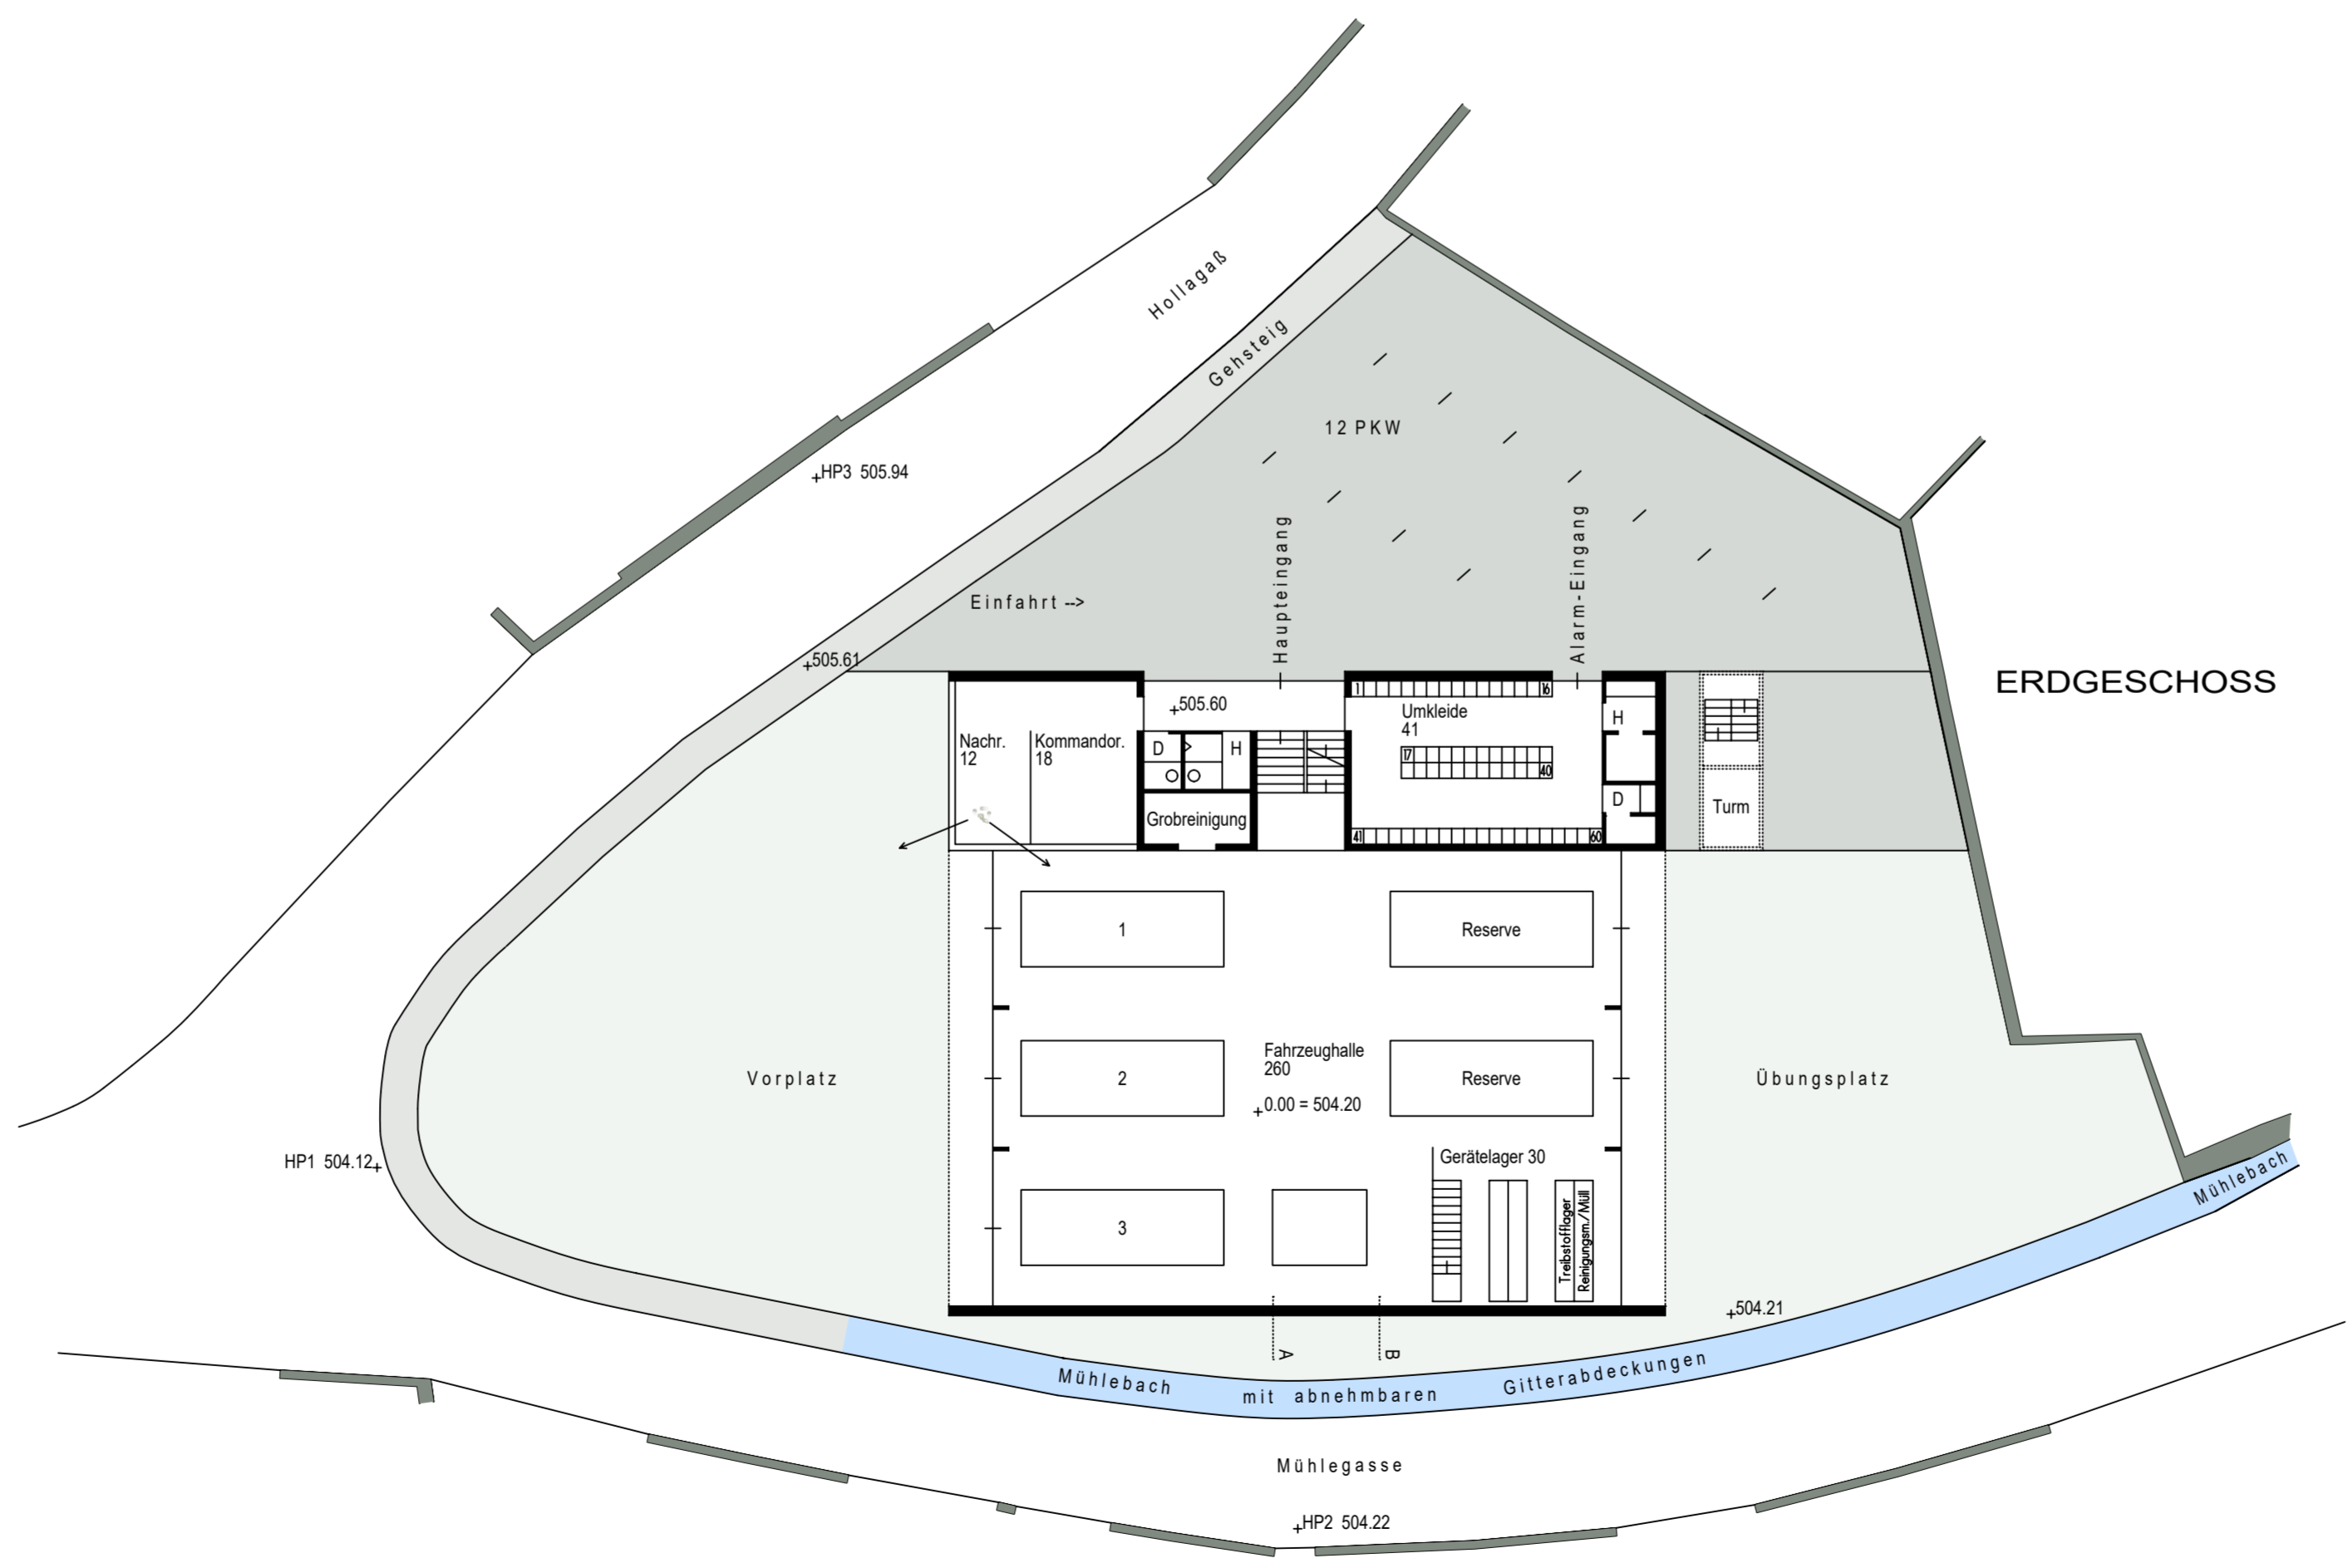 Hollagaß
Gehsteig
12 PKW
+HP3 505.94
Haupteingang
Alarm-Eingang
Einfahrt -->
+505.61
ERDGESCHOSS
+505.60
1
16
Umkleide
41
H
Nachr.
12
Kommandor.
18
D
H
17
40
D
Turm
Grobreinigung
41
60
1
Reserve
Fahrzeughalle
260
+0.00 = 504.20
2
Reserve
Vorplatz
Übungsplatz
HP1 504.12+
Gerätelager 30
Treibstofflager
Reinigungsm./Müll
3
Mühlebach
+504.21
A
B
Mühlebach mit abnehmbaren Gitterabdeckungen
Mühlegasse
+HP2 504.22